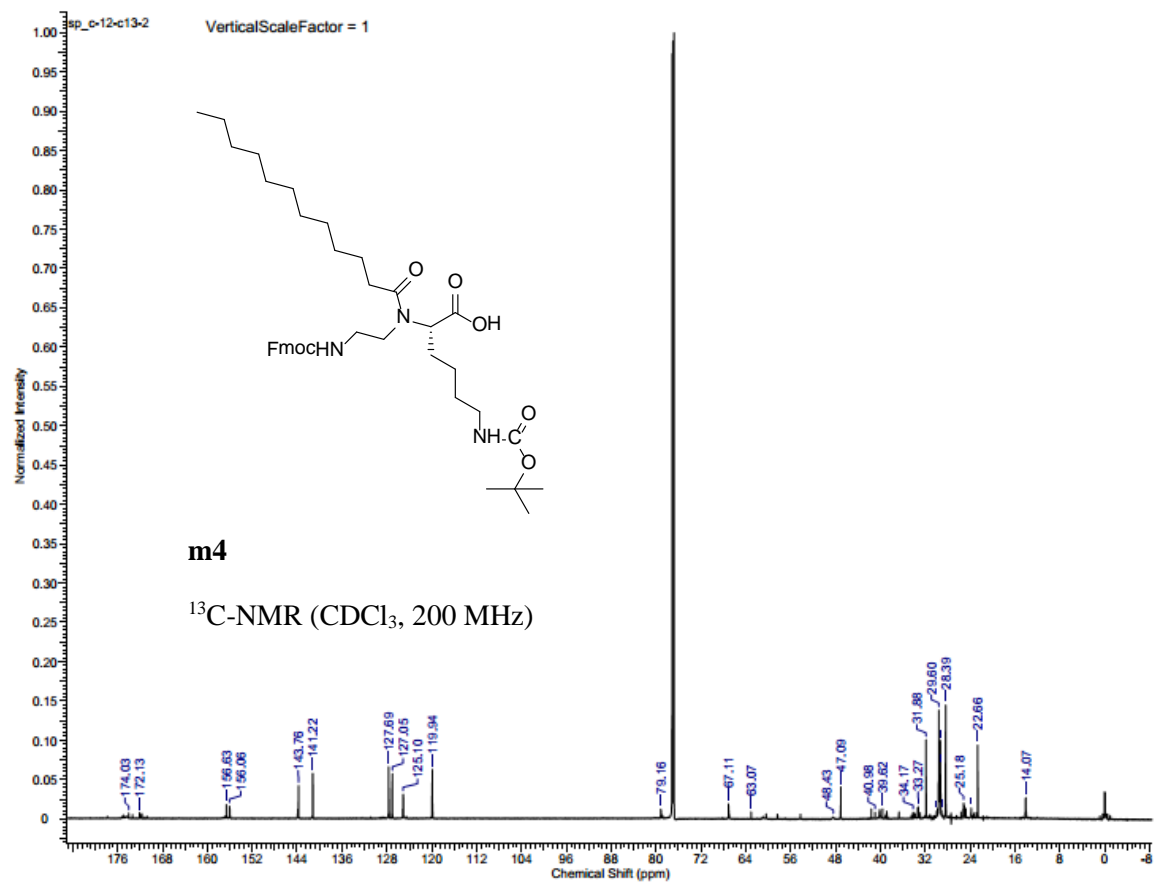 sp_c-12-c13-2
VerticalScaleFactor = 1
Normalized Intensity
1.00
0.95
0.90
0.85
0.80
0.75
0.70
0.65
0.60
0.55
0.50
0.45
0.40
0.35
0.30
0.25
0.20
0.15
0.10
0.05
0
O
O
N
OH
FmocHN
O
NH
C
O
m4
¹³C-NMR (CDCl₃, 200 MHz)
174.03
172.13
156.63
156.06
143.76
141.22
127.69
127.05
125.10
119.94
79.16
67.11
63.07
48.43
47.09
40.98
39.62
34.17
33.27
31.88
29.60
28.39
25.18
22.66
14.07
176 168 160 152 144 136 128 120 112 104 96 88 80 72 64 56 48 40 32 24 16 8 0 -8
Chemical Shift (ppm)